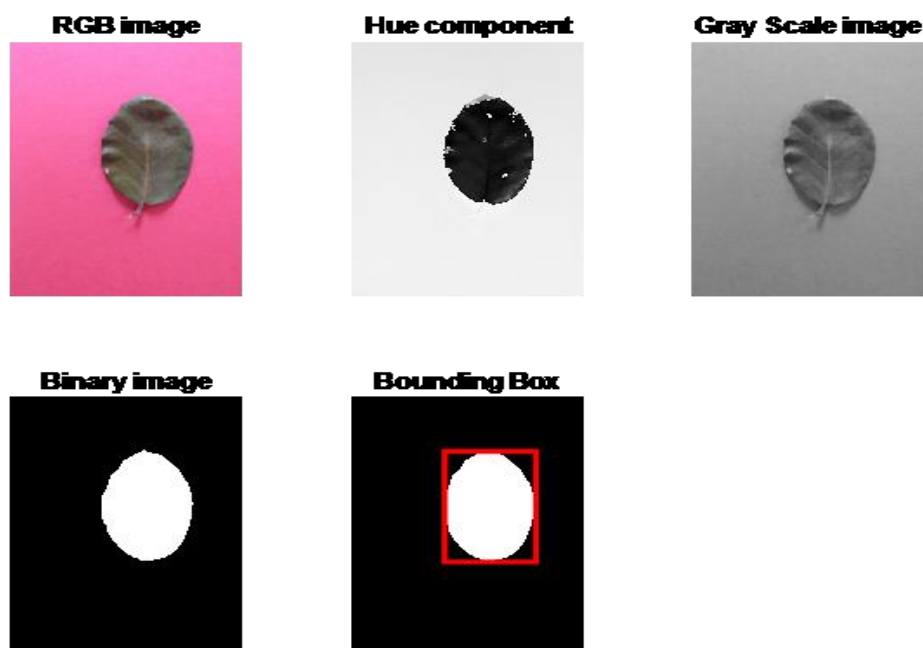 RGB image
Hue component
Gray Scale image
Binary image
Bounding Box